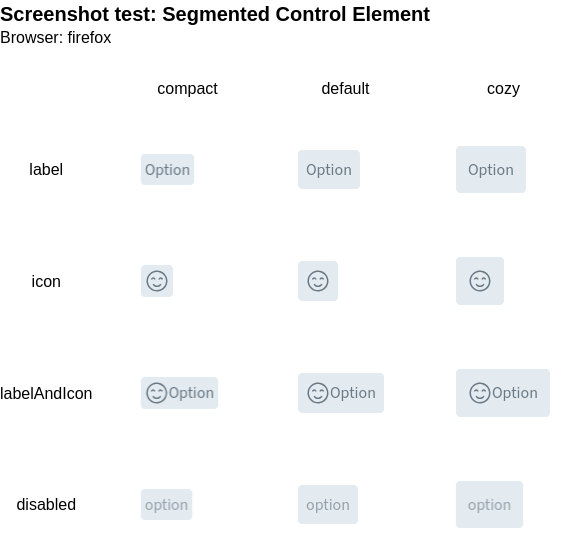 Screenshot test: Segmented Control Element
Browser: firefox
compact default cozy
label Option Option Option
icon
labelAndIcon Option Option Option
disabled option option option